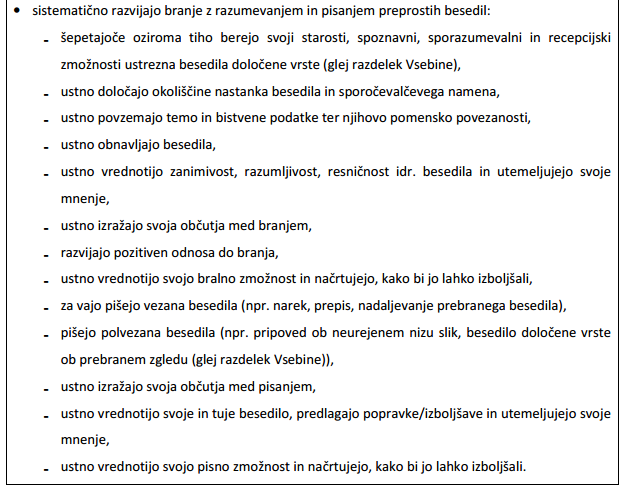 • sistematično razvijajo branje z razumevanjem in pisanjem preprostih besedil:
- šepetajoče oziroma tiho berejo svoji starosti, spoznavni, sporazumevalni in recepcijski
zmožnosti ustrezna besedila določene vrste (glej razdelek Vsebine),
- ustno določajo okoliščine nastanka besedila in sporočevalčevega namena,
- ustno povzemajo temo in bistvene podatke ter njihovo pomensko povezanosti,
- ustno obnavljajo besedila,
- ustno vrednotijo zanimivost, razumljivost, resničnost idr. besedila in utemeljujejo svoje
mnenje,
- ustno izražajo svoja občutja med branjem,
- razvijajo pozitiven odnosa do branja,
- ustno vrednotijo svojo bralno zmožnost in načrtujejo, kako bi jo lahko izboljšali,
- za vajo pišejo vezana besedila (npr. narek, prepis, nadaljevanje prebranega besedila),
- pišejo polvezana besedila (npr. pripoved ob neurejenem nizu slik, besedilo določene vrste
ob prebranem zgledu (glej razdelek Vsebine)),
- ustno izražajo svoja občutja med pisanjem,
- ustno vrednotijo svoje in tuje besedilo, predlagajo popravke/izboljšave in utemeljujejo svoje
mnenje,
- ustno vrednotijo svojo pisno zmožnost in načrtujejo, kako bi jo lahko izboljšali.